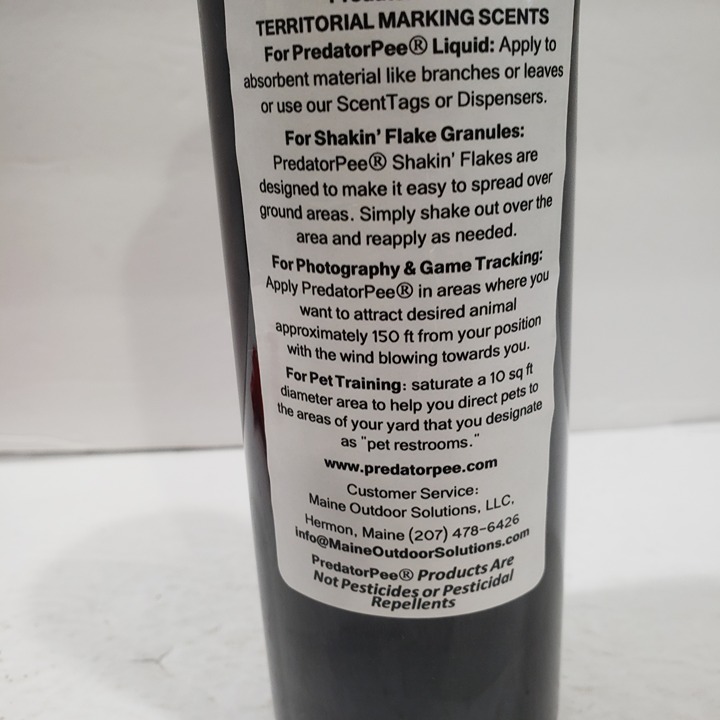 TERRITORIAL MARKING SCENTS
For PredatorPee® Liquid: Apply to
absorbent material like branches or leaves
or use our ScentTags or Dispensers.
For Shakin' Flake Granules:
PredatorPee® Shakin' Flakes are
designed to make it easy to spread over
ground areas. Simply shake out over the
area and reapply as needed.
For Photography & Game Tracking:
Apply PredatorPee® in areas where you
want to attract desired animal
approximately 150 ft from your position
with the wind blowing towards you.
For Pet Training: saturate a 10 sq ft
diameter area to help you direct pets to
the areas of your yard that you designate
as "pet restrooms."
www.predatorpee.com
Customer Service:
Maine Outdoor Solutions, LLC,
Hermon, Maine (207) 478-6426
info@MaineOutdoorSolutions.com
PredatorPee® Products Are
Not Pesticides or Pesticidal
Repellents